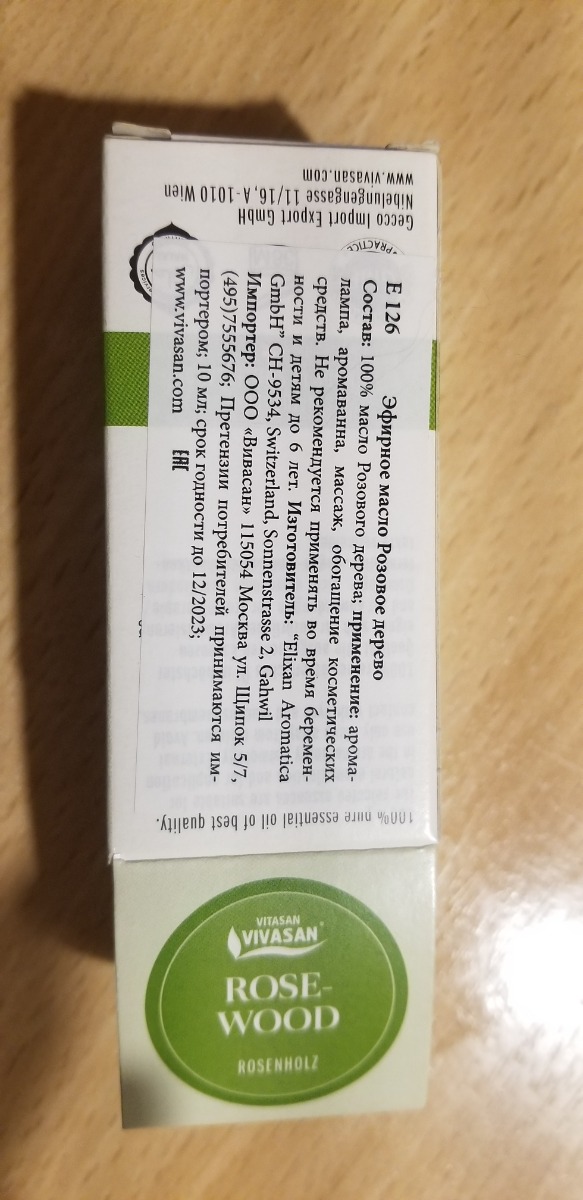 www.vivasan.com
Nibelungengasse 11/16, A-1010 Wien
Gecco Import Export GmbH
PRACTICE
E 126 Эфирное масло Розовое дерево
Состав: 100% масло Розового дерева; применение: арома-
лампа, аромаванна, массаж, обогащение косметических
средств. Не рекомендуется применять во время беремен-
ности и детям до 6 лет. Изготовитель: “Elixan Aromatica
GmbH” CH-9534, Switzerland, Sonnenstrasse 2, Gahwil
Импортер: ООО «Вивасан» 115054 Москва ул. Щипок 5/7,
(495)7555676; Претензии потребителей принимаются им-
портером; 10 мл; срок годности до 12/2023;
www.vivasan.com EAC
100% pure essential oil of best quality.
VITASAN
VIVASAN
ROSE-
WOOD
ROSENHOLZ